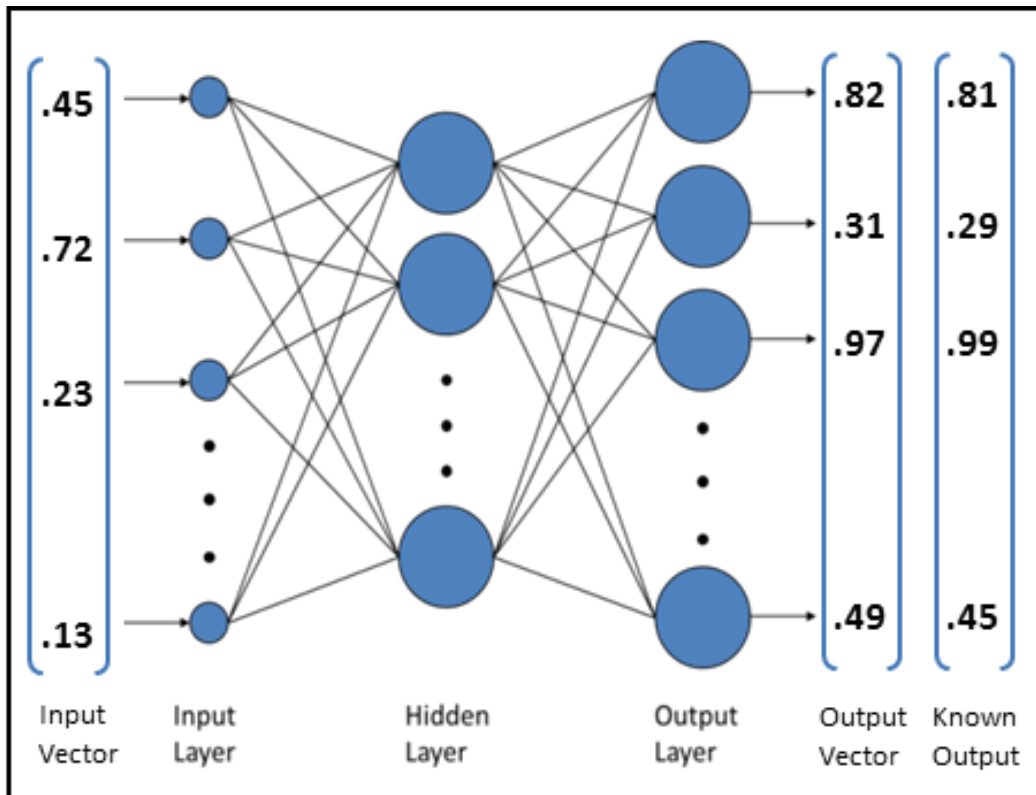 .45 .82 .81
.72 .31 .29
.23 .97 .99
.13 .49 .45
Input Input Hidden Output Output Known
Vector Layer Layer Layer Vector Output